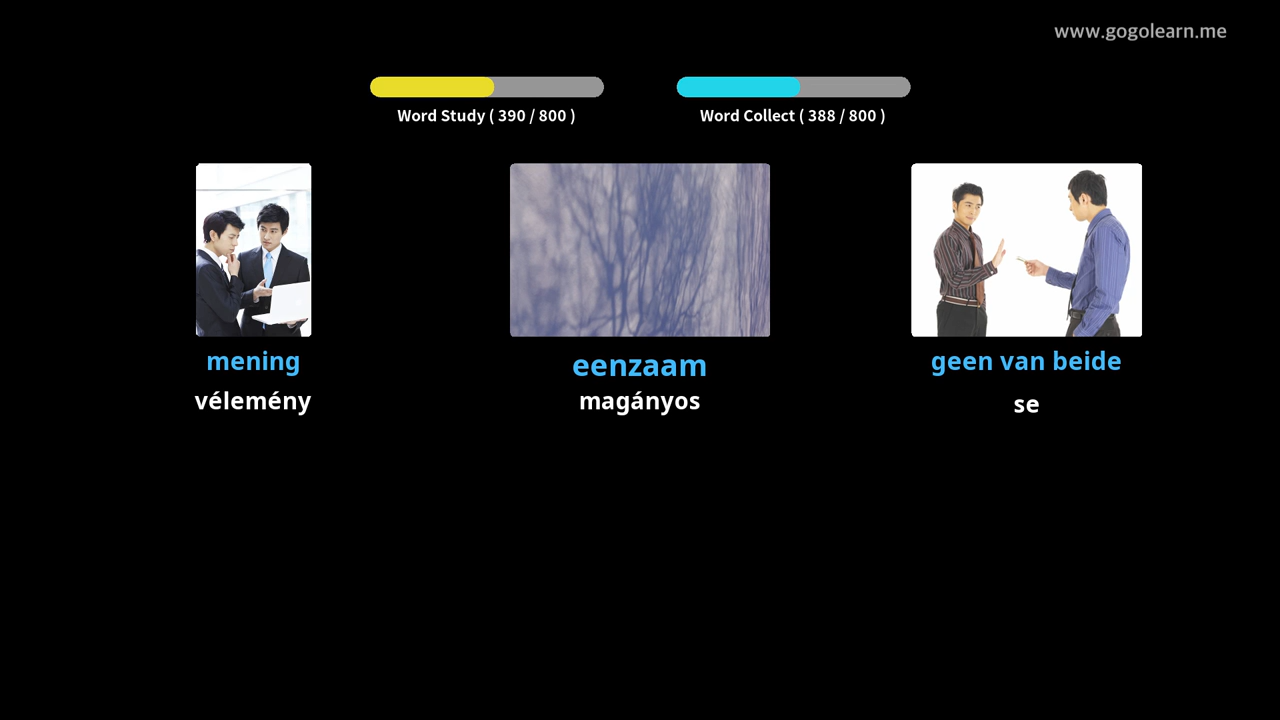 www.gogolearn.me
Word Study ( 390 / 800 )
Word Collect ( 388 / 800 )
mening
vélemény
eenzaam
magányos
geen van beide
se